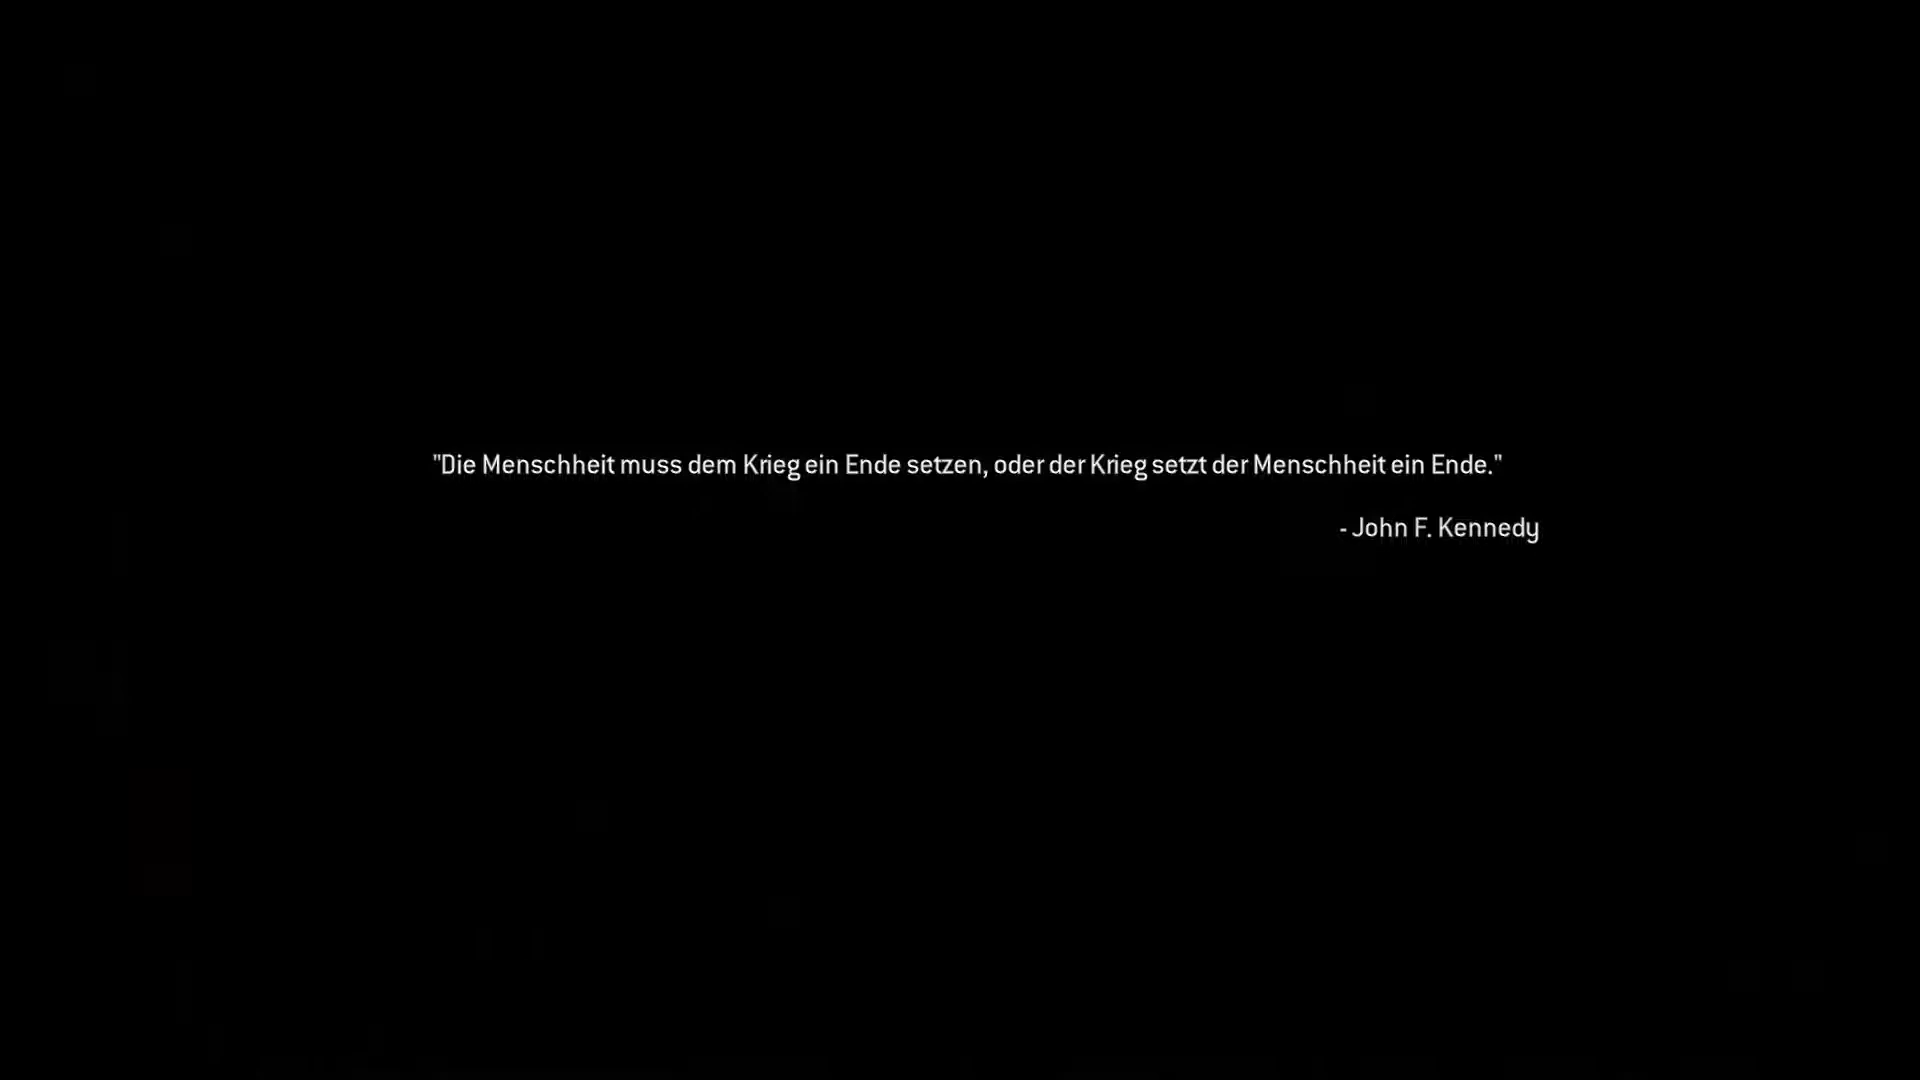 "Die Menschheit muss dem Krieg ein Ende setzen, oder der Krieg setzt der Menschheit ein Ende."
- John F. Kennedy